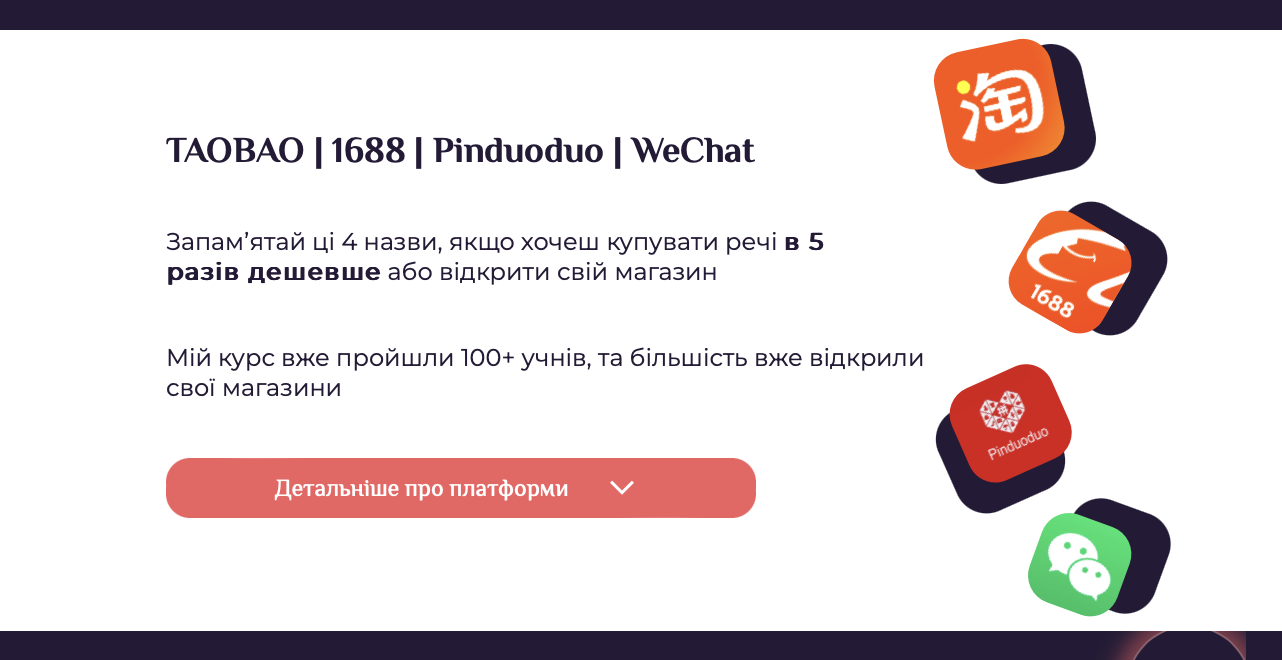 淘
TAOBAO | 1688 | Pinduoduo | WeChat
Запам’ятай ці 4 назви, якщо хочеш купувати речі в 5
разів дешевше або відкрити свій магазин
1688
Мій курс вже пройшли 100+ учнів, та більшість вже відкрили
свої магазини
Pinduoduo
Детальніше про платформи